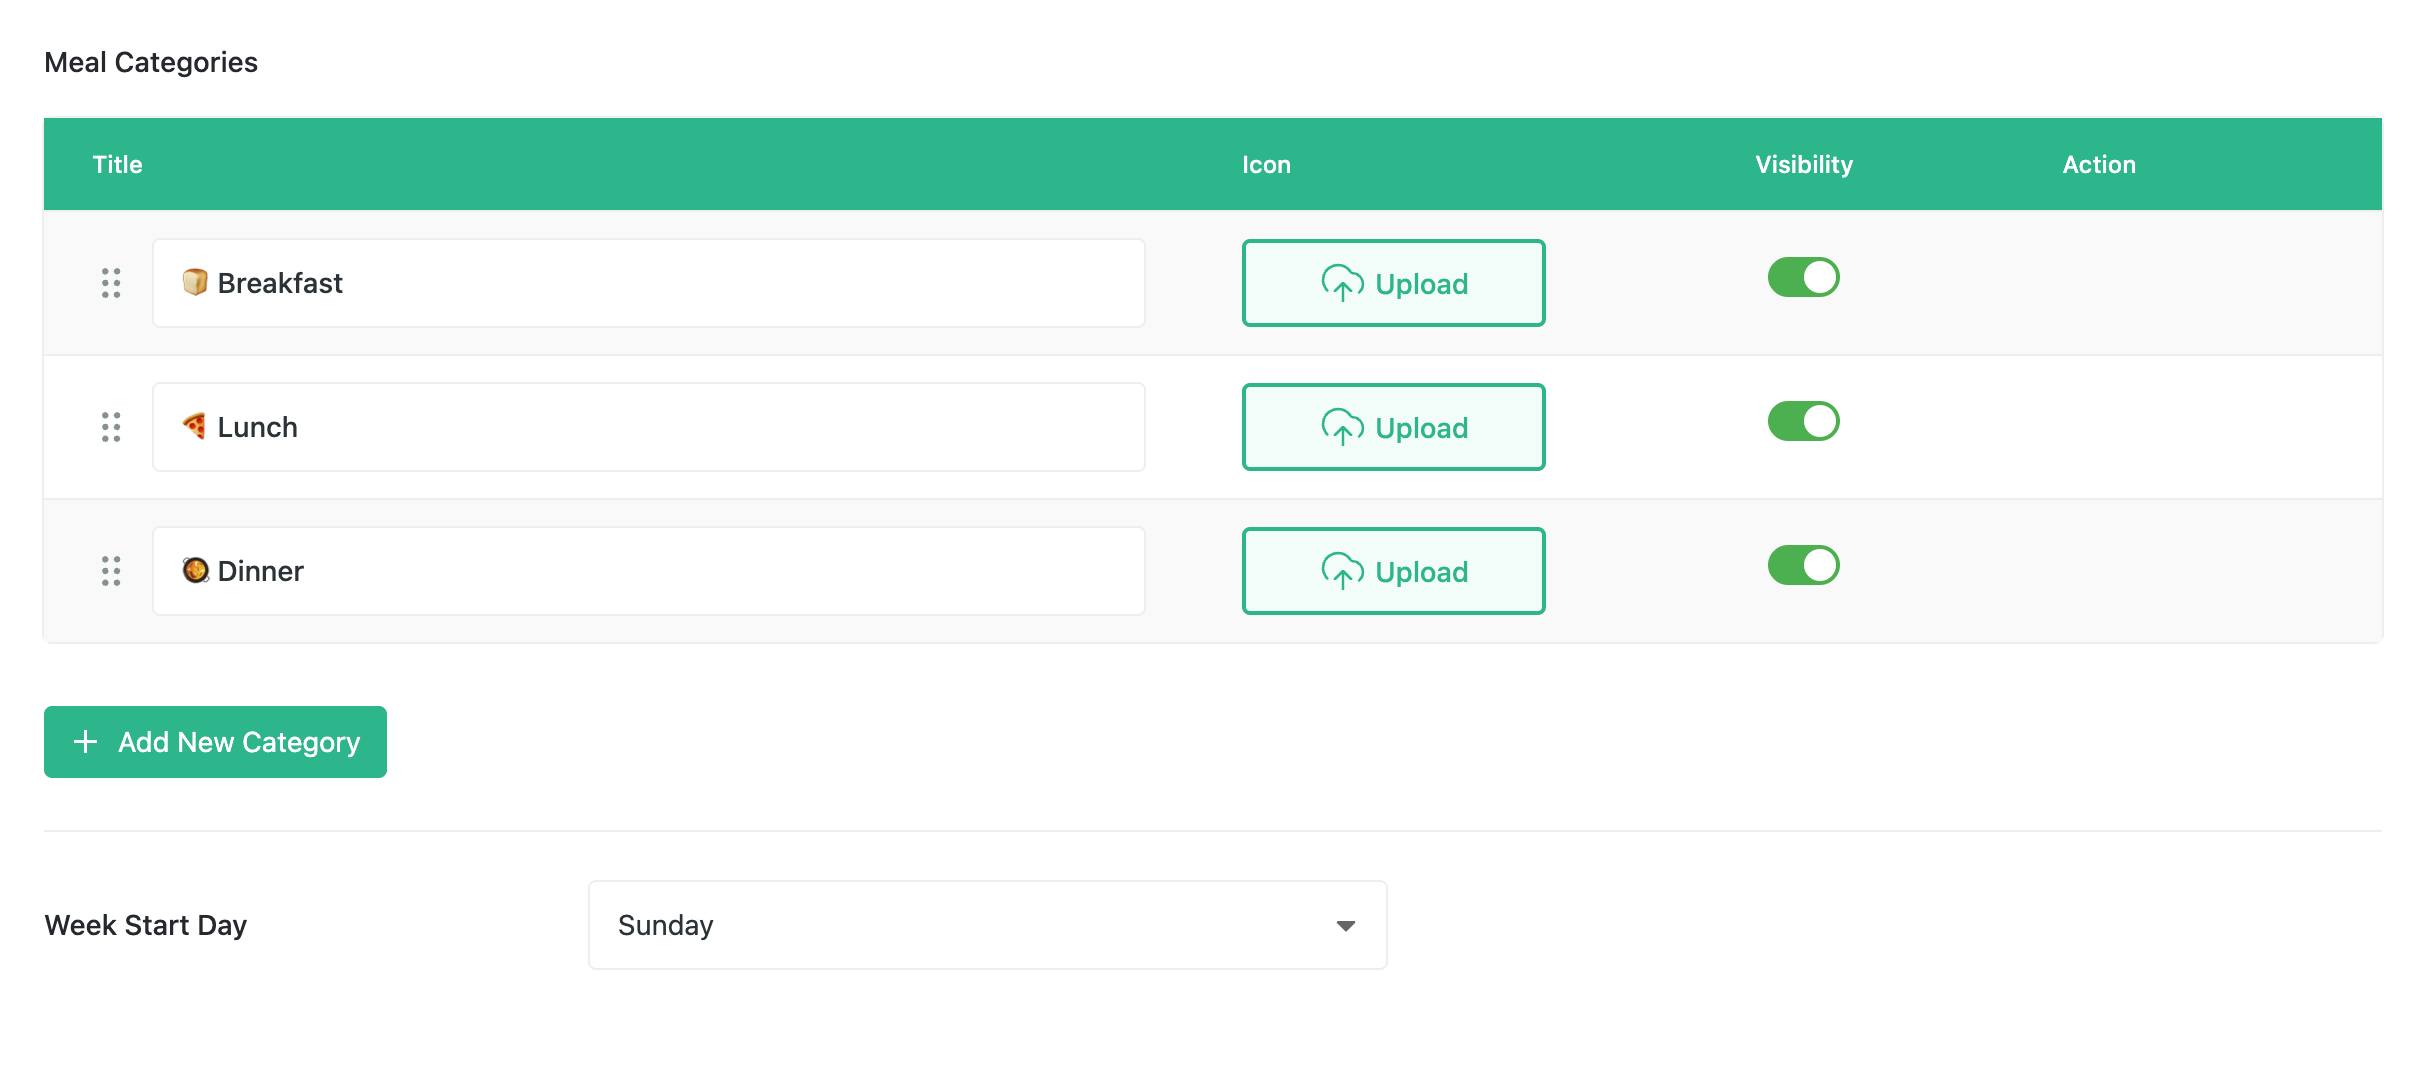 Meal Categories
Title Icon Visibility Action
🍞 Breakfast Upload
🍕 Lunch Upload
🥘 Dinner Upload
Add New Category
Week Start Day Sunday